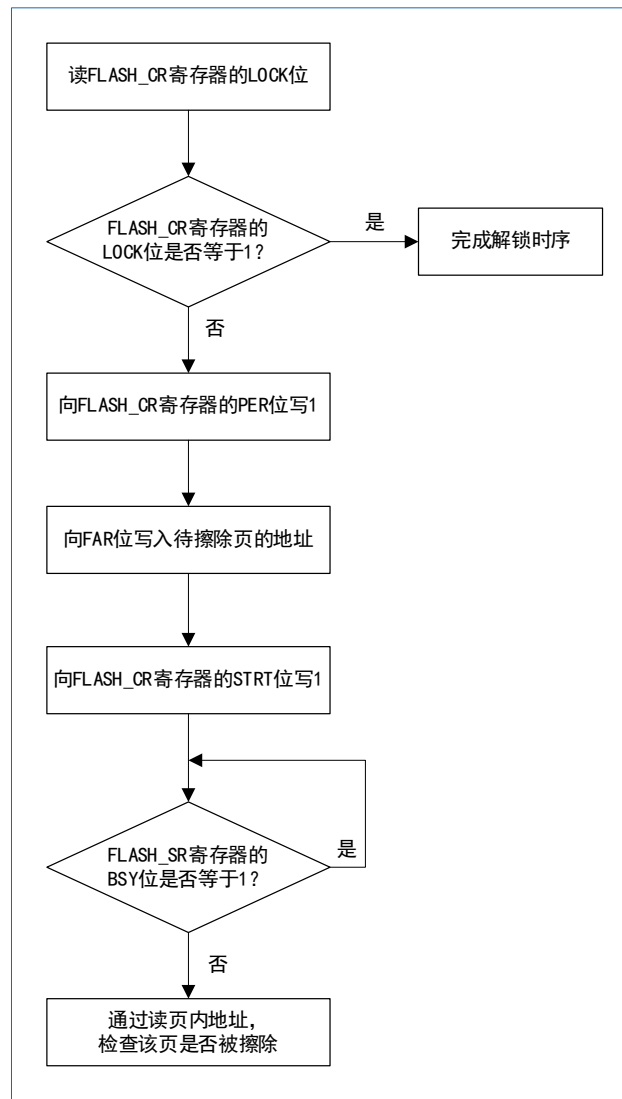 读FLASH_CR寄存器的LOCK位
FLASH_CR寄存器的
LOCK位是否等于1?
是
完成解锁时序
否
向FLASH_CR寄存器的PER位写1
向FAR位写入待擦除页的地址
向FLASH_CR寄存器的STRT位写1
FLASH_SR寄存器的
BSY位是否等于1?
是
否
通过读页内地址，
检查该页是否被擦除